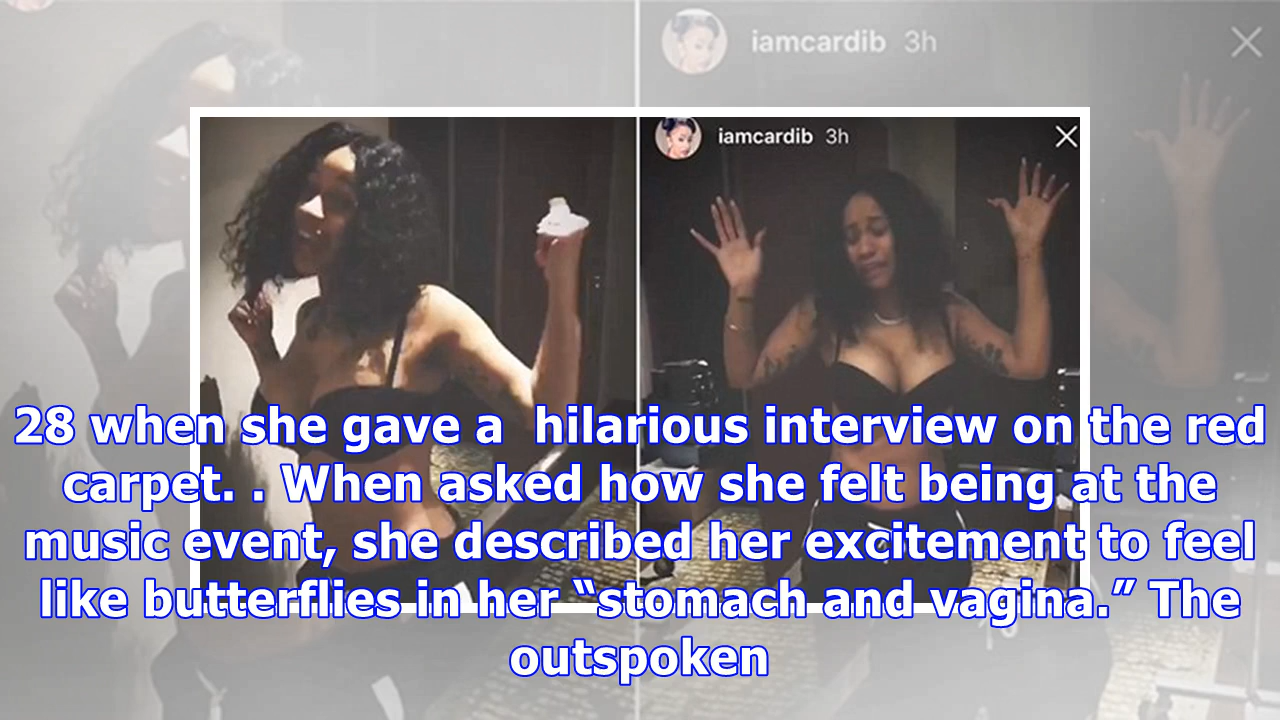 iamcardib 3h
iamcardib 3h
28 when she gave a  hilarious interview on the red
carpet. . When asked how she felt being at the
music event, she described her excitement to feel
like butterflies in her “stomach and vagina.” The
outspoken